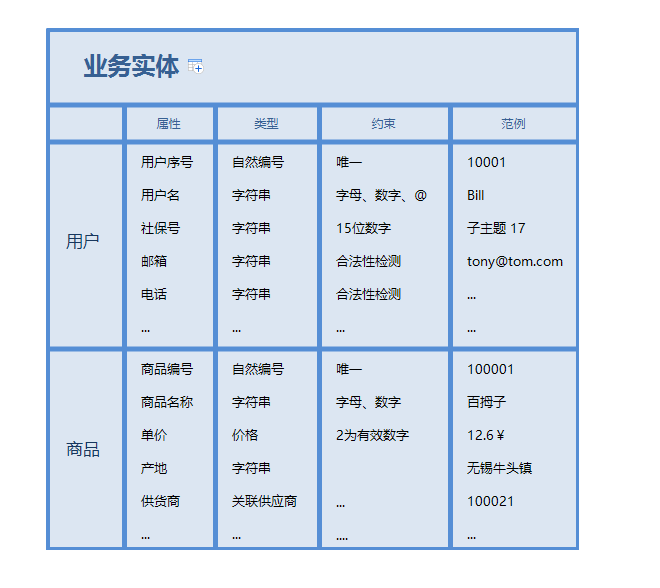 业务实体
属性 类型 约束 范例
用户
用户序号 自然编号 唯一 10001
用户名 字符串 字母、数字、@ Bill
社保号 字符串 15位数字 子主题 17
邮箱 字符串 合法性检测 tony@tom.com
电话 字符串 合法性检测 ...
... ... ... ...
商品
商品编号 自然编号 唯一 100001
商品名称 字符串 字母、数字 百拇子
单价 价格 2为有效数字 12.6￥
产地 字符串 无锡牛头镇
供货商 关联供应商 ... 100021
... ... .... ...